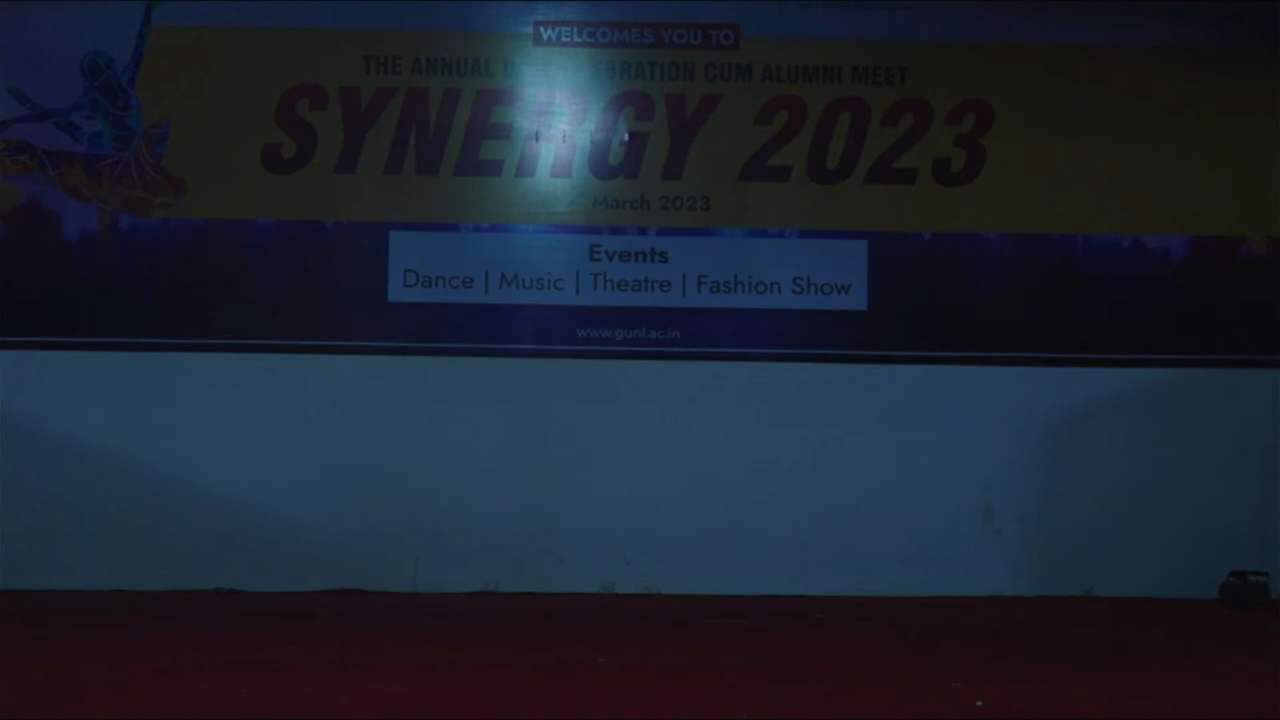 WELCOMES YOU TO
THE ANNUAL CUM ALUMNI MEET
SYNERGY 2023
March 2023
Events
Dance | Music | Theatre | Fashion Show
www.guni.ac.in